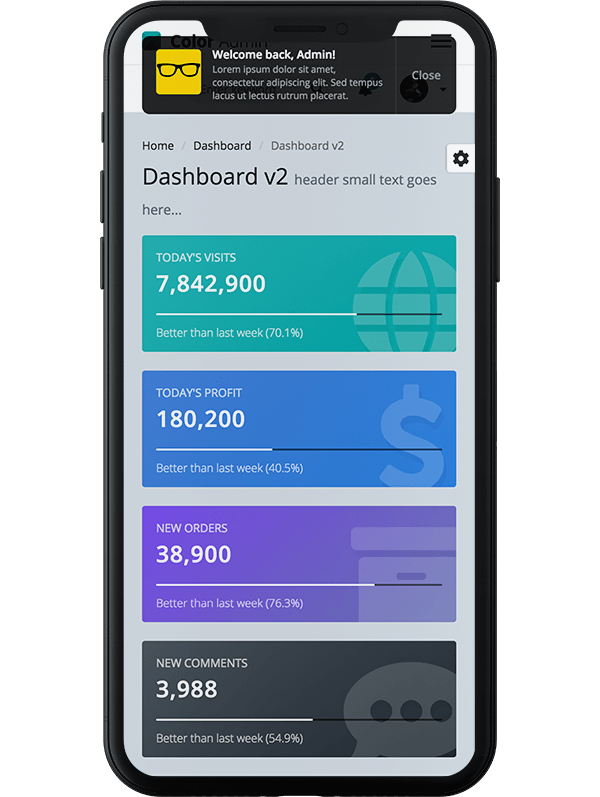 Color Admin
Welcome back, Admin!
Lorem ipsum dolor sit amet,
consectetur adipiscing elit. Sed tempus
lacus ut lectus rutrum placerat.
Close
Home / Dashboard / Dashboard v2
Dashboard v2 header small text goes
here...
TODAY'S VISITS
7,842,900
Better than last week (70.1%)
TODAY'S PROFIT
180,200
Better than last week (40.5%)
NEW ORDERS
38,900
Better than last week (76.3%)
NEW COMMENTS
3,988
Better than last week (54.9%)